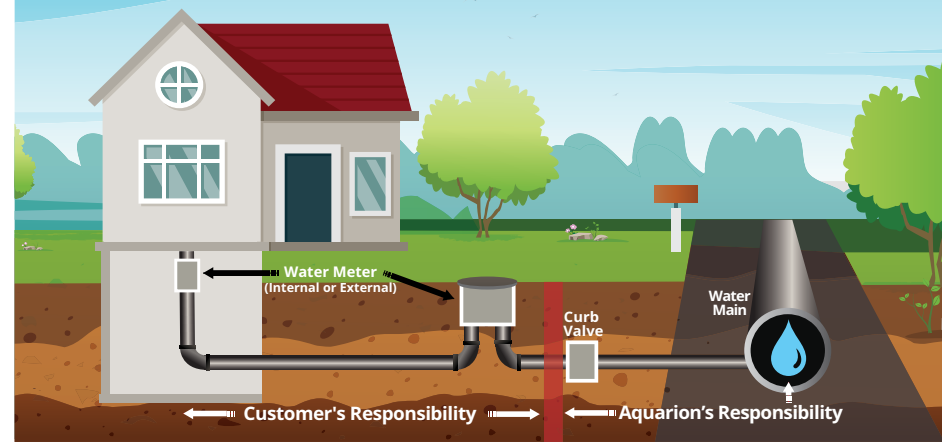 Water Meter
(Internal or External)
Water
Main
Curb
Valve
Customer's Responsibility
Aquarion’s Responsibility